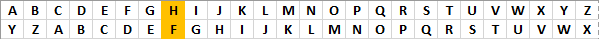 A B C D E F G H I J K L M N O P Q R S T U V W X Y Z
Y Z A B C D E F G H I J K L M N O P Q R S T U V W X